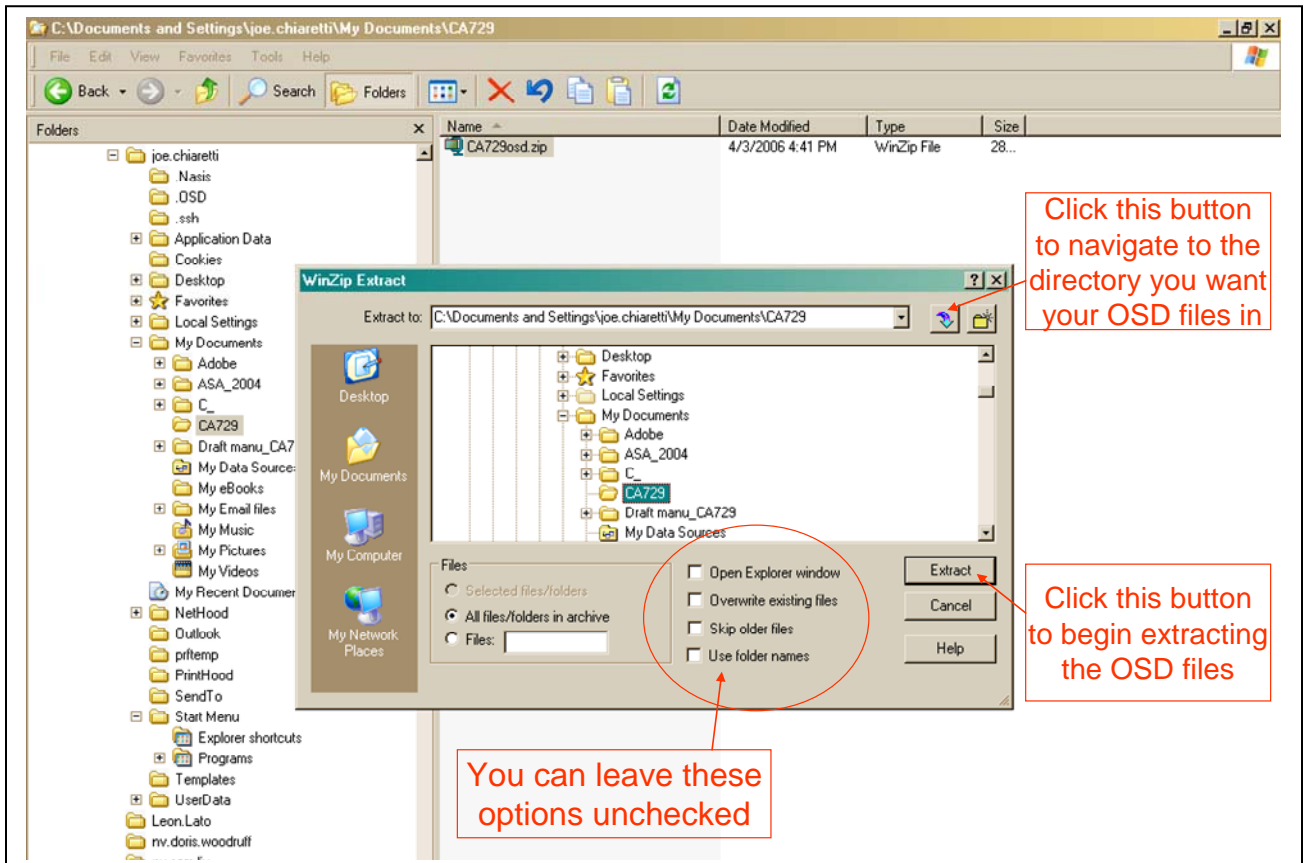 C:\Documents and Settings\joe.chiaretti\My Documents\CA729
File Edit View Favorites Tools Help
Back Search Folders
Folders
joe.chiaretti
.Nasis
.OSD
.ssh
Application Data
Cookies
Desktop
Favorites
Local Settings
My Documents
Adobe
ASA_2004
C_
CA729
Draft manu_CA7
My Data Source
My eBooks
My Email files
My Music
My Pictures
My Videos
My Recent Documen
NetHood
Outlook
prftemp
PrintHood
SendTo
Start Menu
Explorer shortcuts
Programs
Templates
UserData
Leon.Lato
nv.doris.woodruff
Name Date Modified Type Size
CA729osd.zip 4/3/2006 4:41 PM WinZip File 28...
Click this button
to navigate to the
directory you want
your OSD files in
WinZip Extract
Extract to: C:\Documents and Settings\joe.chiaretti\My Documents\CA729
Desktop
My Documents
My Computer
My Network
Places
Desktop
Favorites
Local Settings
My Documents
Adobe
ASA_2004
C_
CA729
Draft manu_CA729
My Data Sources
Files
Selected files/folders
All files/folders in archive
Files:
Open Explorer window
Overwrite existing files
Skip older files
Use folder names
Extract
Cancel
Help
Click this button
to begin extracting
the OSD files
You can leave these
options unchecked